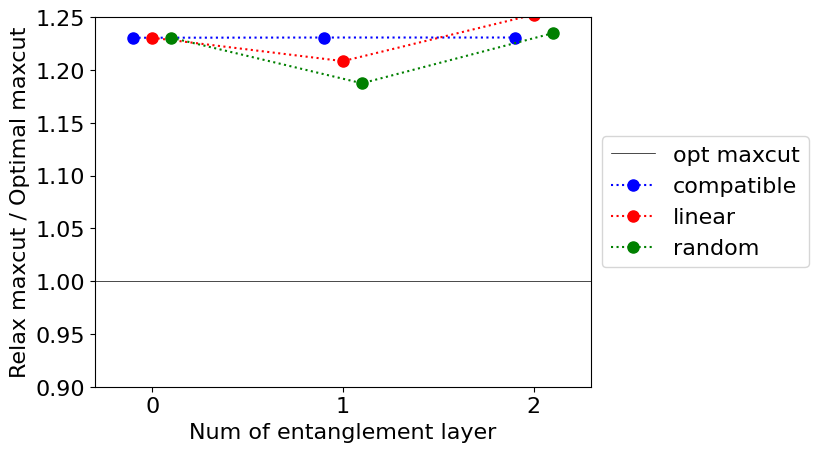 Relax maxcut / Optimal maxcut
1.25
1.20
1.15
1.10
1.05
1.00
0.95
0.90
0 1 2
Num of entanglement layer
opt maxcut
compatible
linear
random